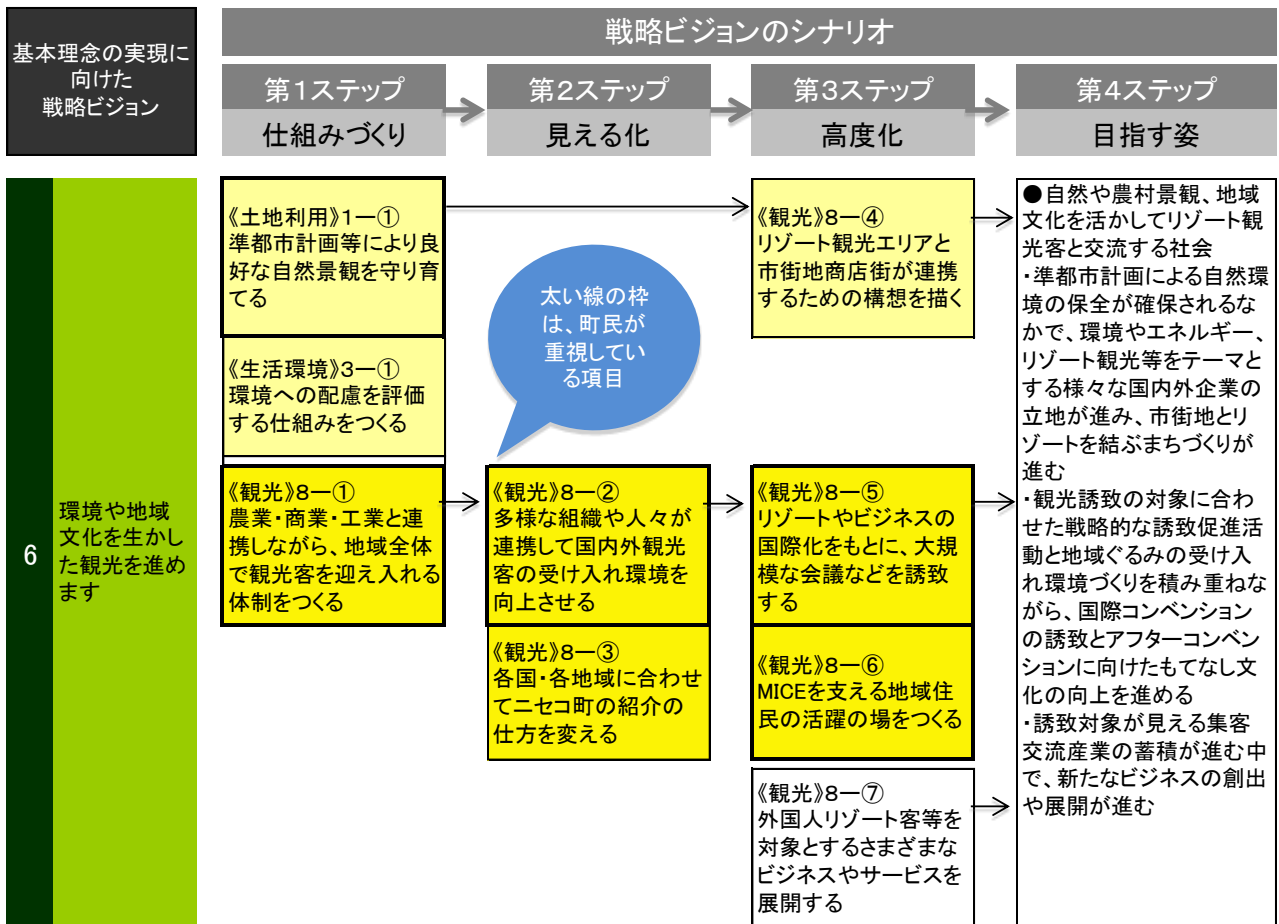 基本理念の実現に
向けた
戦略ビジョン
戦略ビジョンのシナリオ
第1ステップ
仕組みづくり
第2ステップ
見える化
第3ステップ
高度化
第4ステップ
目指す姿
6
環境や地域
文化を生かし
た観光を進め
ます
《土地利用》1―①
準都市計画等により良
好な自然景観を守り育
てる
《生活環境》3―①
環境への配慮を評価
する仕組みをつくる
《観光》8―①
農業・商業・工業と連
携しながら、地域全体
で観光客を迎え入れる
体制をつくる
太い線の枠
は、町民が
重視してい
る項目
《観光》8―②
多様な組織や人々が
連携して国内外観光
客の受け入れ環境を
向上させる
《観光》8―③
各国・各地域に合わせ
てニセコ町の紹介の
仕方を変える
《観光》8―④
リゾート観光エリアと
市街地商店街が連携
するための構想を描く
《観光》8―⑤
リゾートやビジネスの
国際化をもとに、大規
模な会議などを誘致
する
《観光》8―⑥
MICEを支える地域住
民の活躍の場をつくる
《観光》8―⑦
外国人リゾート客等を
対象とするさまざまな
ビジネスやサービスを
展開する
●自然や農村景観、地域
文化を活かしてリゾート観
光客と交流する社会
・準都市計画による自然環
境の保全が確保されるな
かで、環境やエネルギー、
リゾート観光等をテーマと
する様々な国内外企業の
立地が進み、市街地とリ
ゾートを結ぶまちづくりが
進む
・観光誘致の対象に合わ
せた戦略的な誘致促進活
動と地域ぐるみの受け入
れ環境づくりを積み重ねな
がら、国際コンベンション
の誘致とアフターコンベン
ションに向けたもてなし文
化の向上を進める
・誘致対象が見える集客
交流産業の蓄積が進む中
で、新たなビジネスの創出
や展開が進む